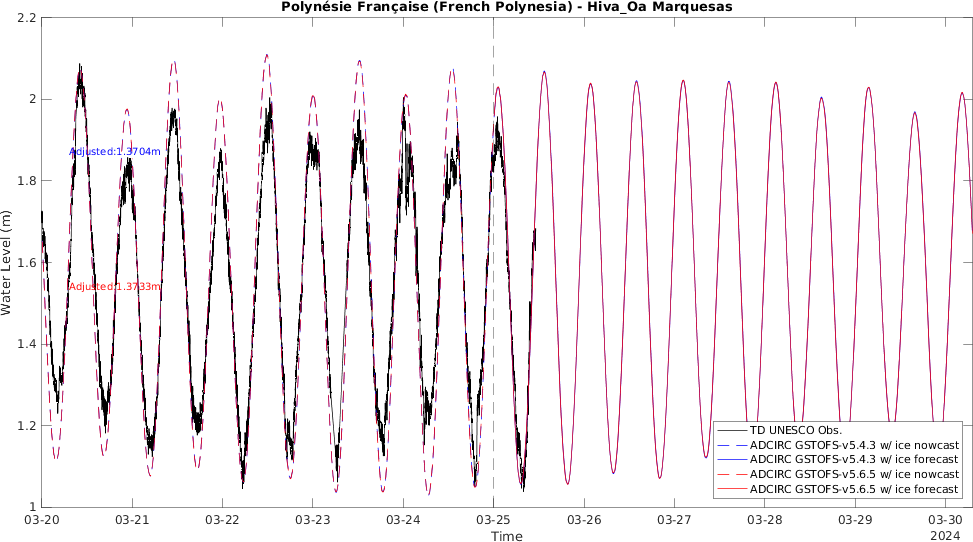 Polynésie Française (French Polynesia) - Hiva_Oa Marquesas
2.2
2
1.8
1.6
1.4
1.2
1
Water Level (m)
Adjusted:1.3704m
Adjusted:1.3733m
TD UNESCO Obs.
ADCIRC GSTOFS-v5.4.3 w/ ice nowcast
ADCIRC GSTOFS-v5.4.3 w/ ice forecast
ADCIRC GSTOFS-v5.6.5 w/ ice nowcast
ADCIRC GSTOFS-v5.6.5 w/ ice forecast
03-20 03-21 03-22 03-23 03-24 03-25 03-26 03-27 03-28 03-29 03-30
Time
2024